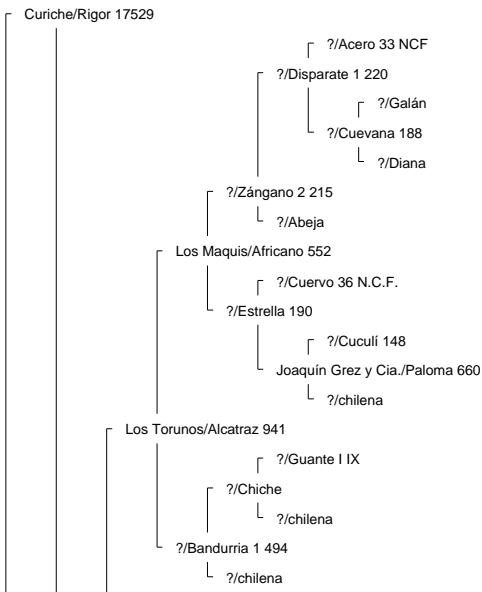 Curiche/Rigor 17529
?/Acero 33 NCF
?/Disparate 1 220
?/Galán
?/Cuevana 188
?/Diana
?/Zángano 2 215
?/Abeja
Los Maquis/Africano 552
?/Cuervo 36 N.C.F.
?/Estrella 190
?/Cuculí 148
Joaquín Grez y Cia./Paloma 660
?/chilena
Los Torunos/Alcatraz 941
?/Guante I IX
?/Chiche
?/chilena
?/Bandurria 1 494
?/chilena